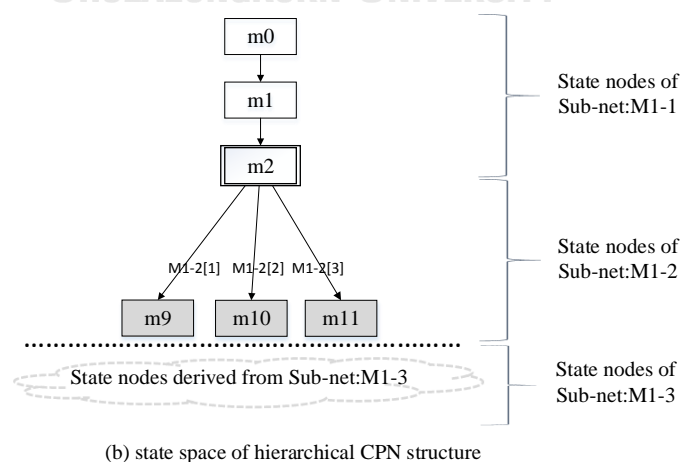 m0
State nodes of
Sub-net:M1-1
m1
m2
State nodes of
Sub-net:M1-2
M1-2[1] M1-2[2] M1-2[3]
m9 m10 m11
State nodes derived from Sub-net:M1-3
State nodes of
Sub-net:M1-3
(b) state space of hierarchical CPN structure